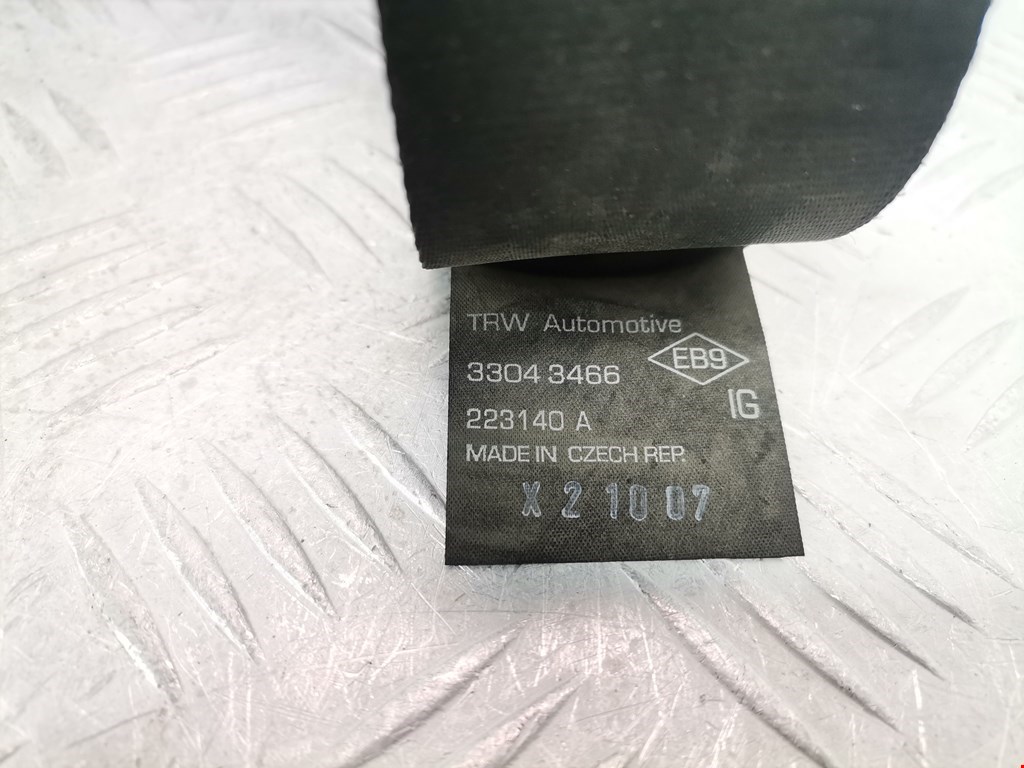 TRW Automotive
EB9
3304 3466
IG
223140 A
MADE IN CZECH REP.
X 2 10 07